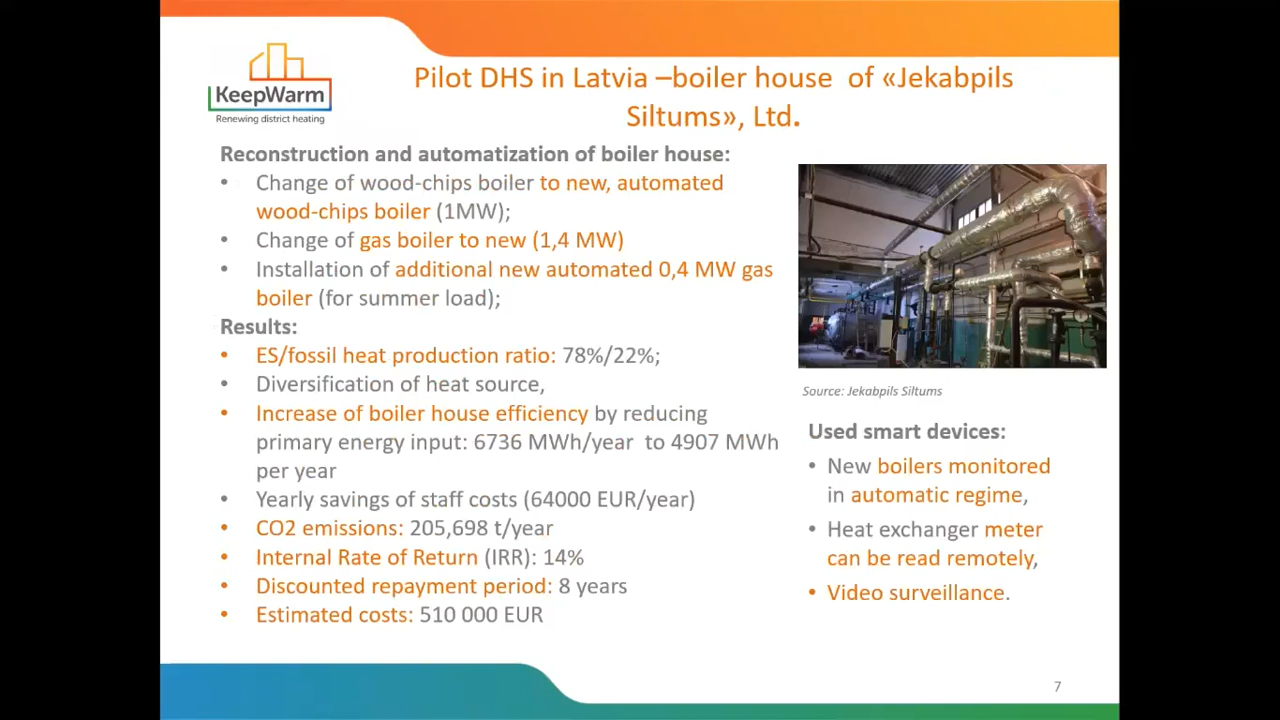 KeepWarm
Renewing district heating
Pilot DHS in Latvia –boiler house of «Jekabpils
Siltums», Ltd.
Reconstruction and automatization of boiler house:
• Change of wood-chips boiler to new, automated
wood-chips boiler (1MW);
• Change of gas boiler to new (1,4 MW)
• Installation of additional new automated 0,4 MW gas
boiler (for summer load);
Results:
• ES/fossil heat production ratio: 78%/22%;
• Diversification of heat source,
• Increase of boiler house efficiency by reducing
primary energy input: 6736 MWh/year to 4907 MWh
per year
• Yearly savings of staff costs (64000 EUR/year)
• CO2 emissions: 205,698 t/year
• Internal Rate of Return (IRR): 14%
• Discounted repayment period: 8 years
• Estimated costs: 510 000 EUR
Source: Jekabpils Siltums
Used smart devices:
• New boilers monitored
in automatic regime,
• Heat exchanger meter
can be read remotely,
• Video surveillance.
7